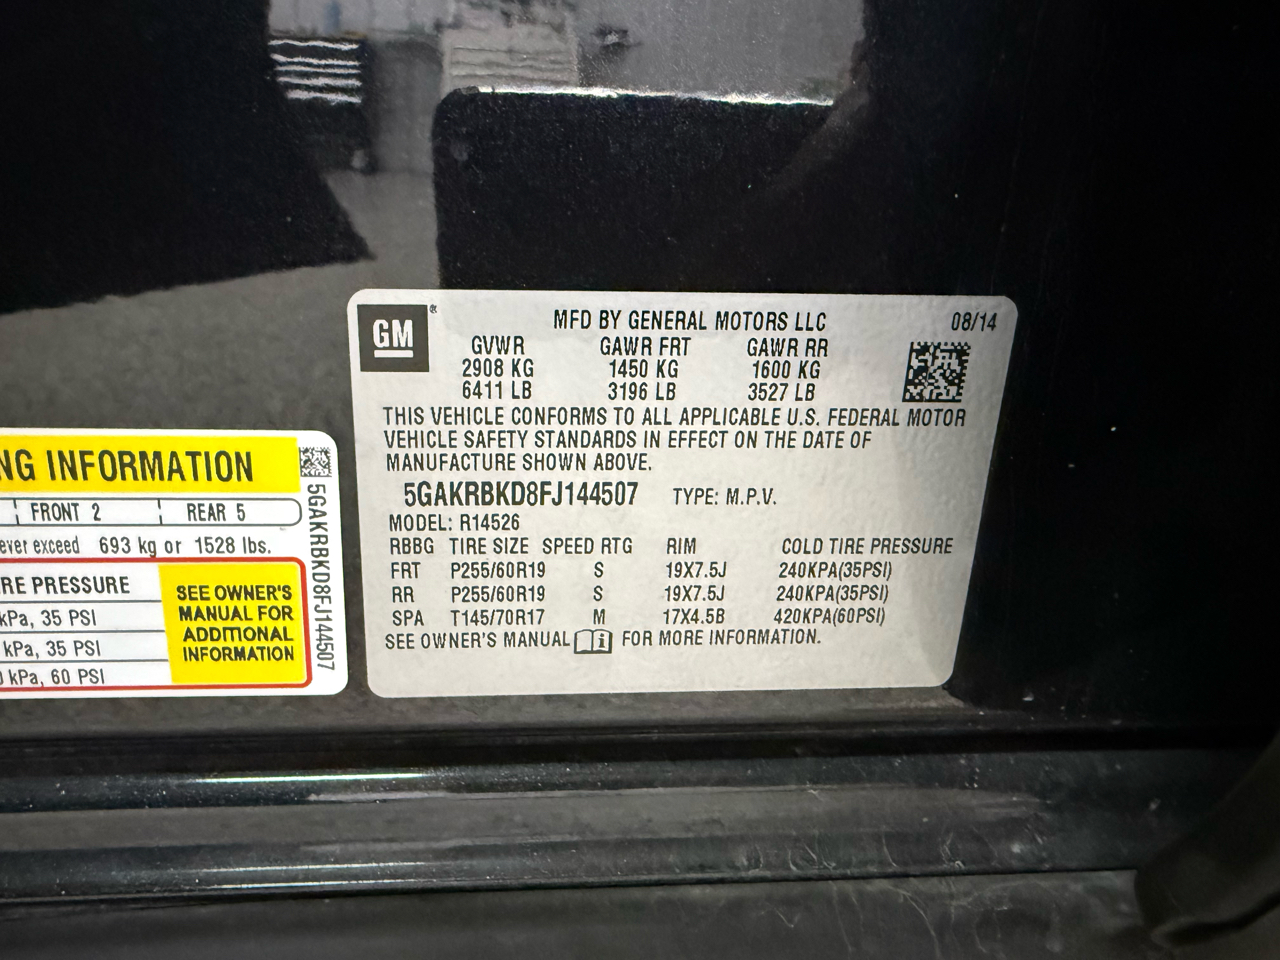 GM
®
MFD BY GENERAL MOTORS LLC 08/14
GVWR GAWR FRT GAWR RR
2908 KG 1450 KG 1600 KG
6411 LB 3196 LB 3527 LB
THIS VEHICLE CONFORMS TO ALL APPLICABLE U.S. FEDERAL MOTOR
VEHICLE SAFETY STANDARDS IN EFFECT ON THE DATE OF
MANUFACTURE SHOWN ABOVE.
5GAKRBKD8FJ144507 TYPE: M.P.V.
MODEL: R14526
RBBG TIRE SIZE SPEED RTG RIM COLD TIRE PRESSURE
FRT P255/60R19 S 19X7.5J 240KPA(35PSI)
RR P255/60R19 S 19X7.5J 240KPA(35PSI)
SPA T145/70R17 M 17X4.5B 420KPA(60PSI)
SEE OWNER'S MANUAL i FOR MORE INFORMATION.
NG INFORMATION
FRONT 2 REAR 5
ever exceed 693 kg or 1528 lbs.
RE PRESSURE
kPa, 35 PSI
kPa, 35 PSI
kPa, 60 PSI
SEE OWNER'S
MANUAL FOR
ADDITIONAL
INFORMATION
5GAKRBKD8FJ144507